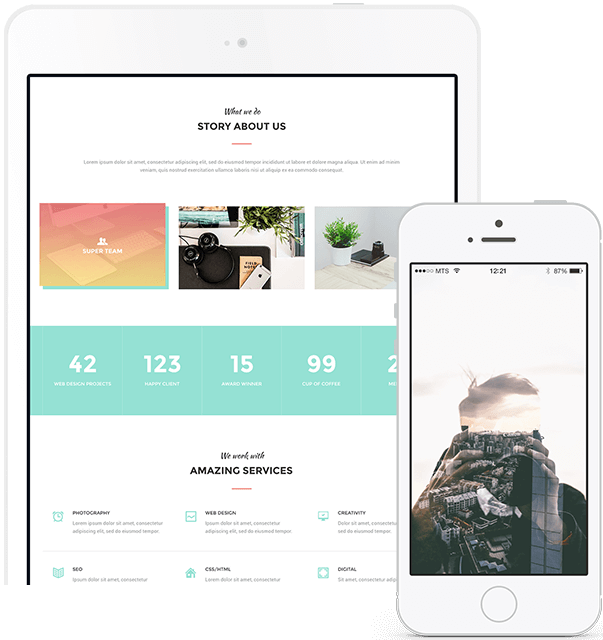 What we do
STORY ABOUT US
Lorem ipsum dolor sit amet, consectetur adipiscing elit, sed do eiusmod tempor incididunt ut labore et dolore magna aliqua. Ut enim ad minim
veniam, quis nostrud exercitation ullamco laboris nisi ut aliquip ex ea commodo consequat.
SUPER TEAM
FIELD NOTES
MTS 12:21 87%
42 123 15 99 2
WEB DESIGN PROJECTS HAPPY CLIENT AWARD WINNER CUP OF COFFEE ME
We work with
AMAZING SERVICES
PHOTOGRAPHY WEB DESIGN CREATIVITY
Lorem ipsum dolor sit amet, consectetur Lorem ipsum dolor sit amet, consectetur Dolor sit amet, consectetur
adipiscing elit, sed do eiusmod tempor. adipiscing elit, sed do eiusmod tempor. adipiscing elit, sed do
SEO CSS/HTML DIGITAL
Ipsum dolor sit amet, consectetur Lorem ipsum dolor sit amet, consectetur Sit amet, consectetur adip